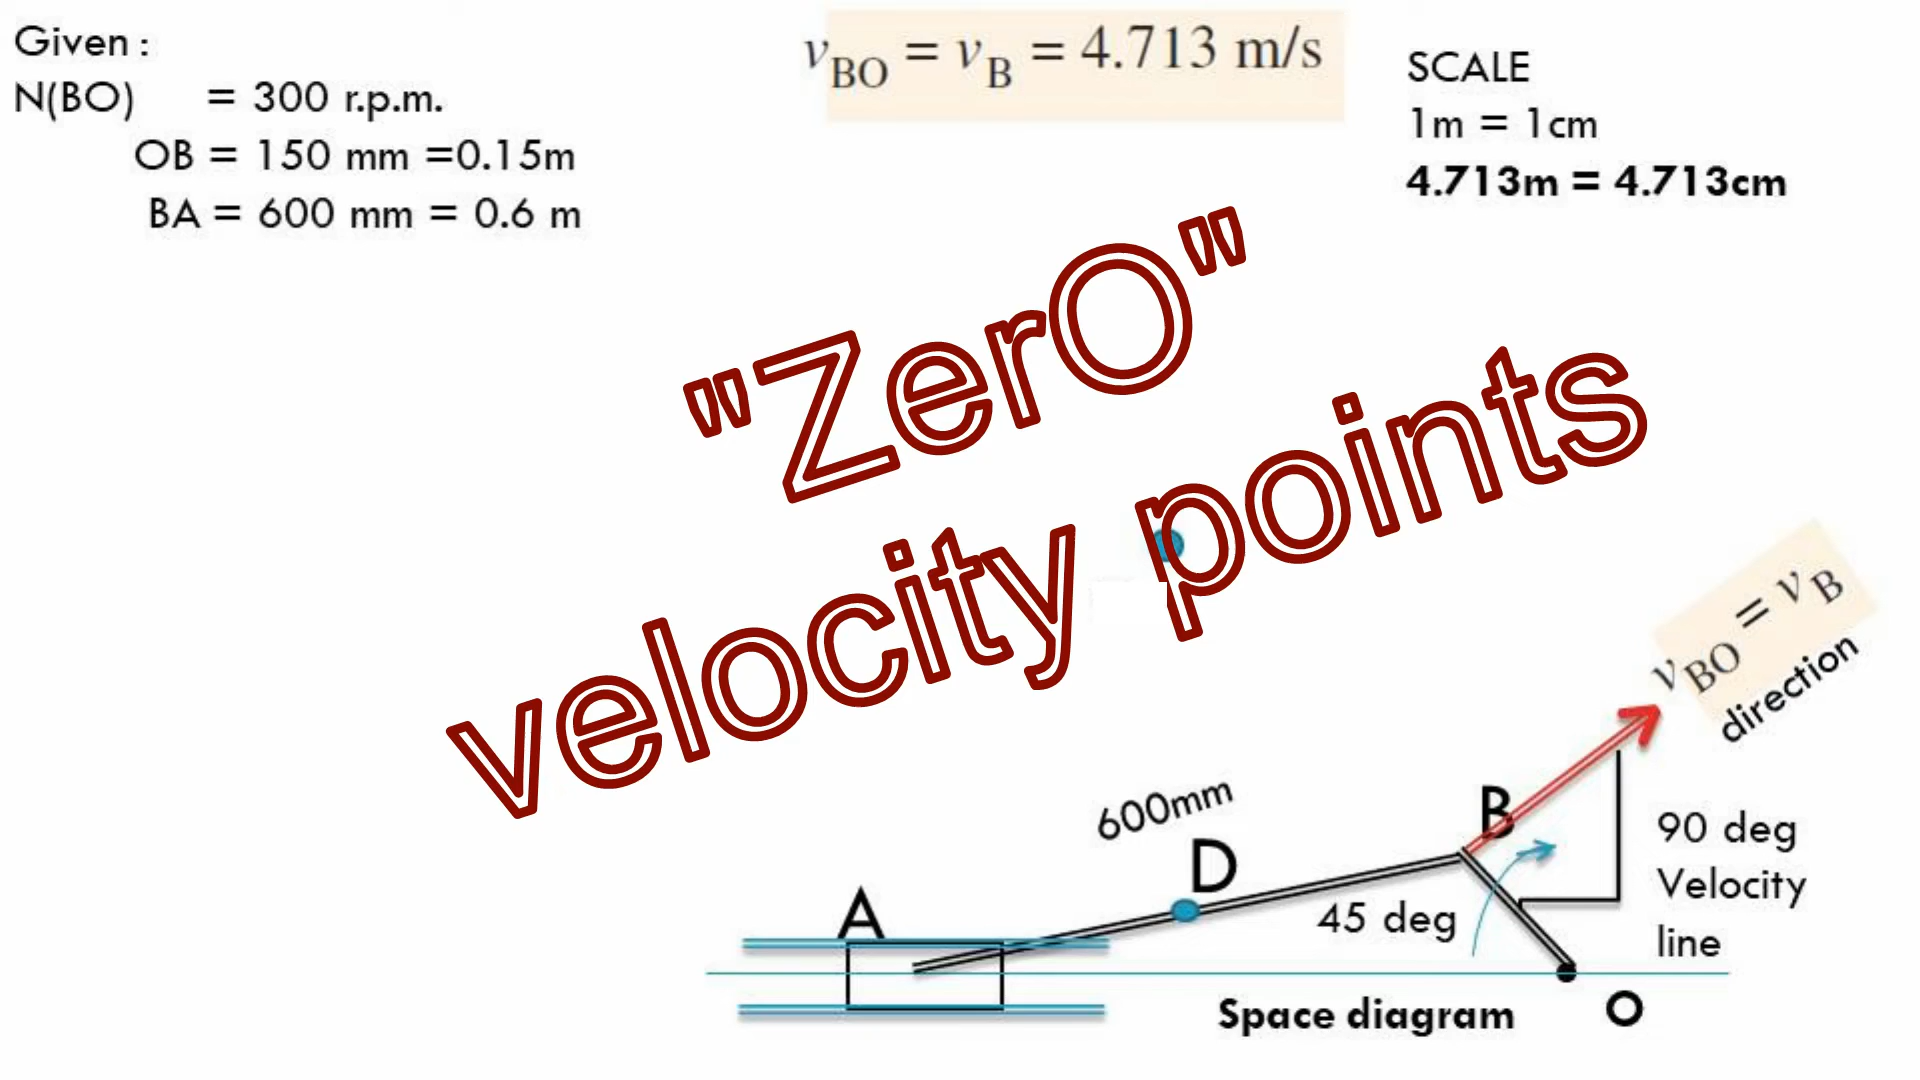 Given :
N(BO) = 300 r.p.m.
OB = 150 mm =0.15m
BA = 600 mm = 0.6 m
vBO = vB = 4.713 m/s
SCALE
1m = 1cm
4.713m = 4.713cm
"ZerO"
velocity points
vBO = vB
direction
600mm
B
D
A
45 deg
90 deg
Velocity
line
O
Space diagram